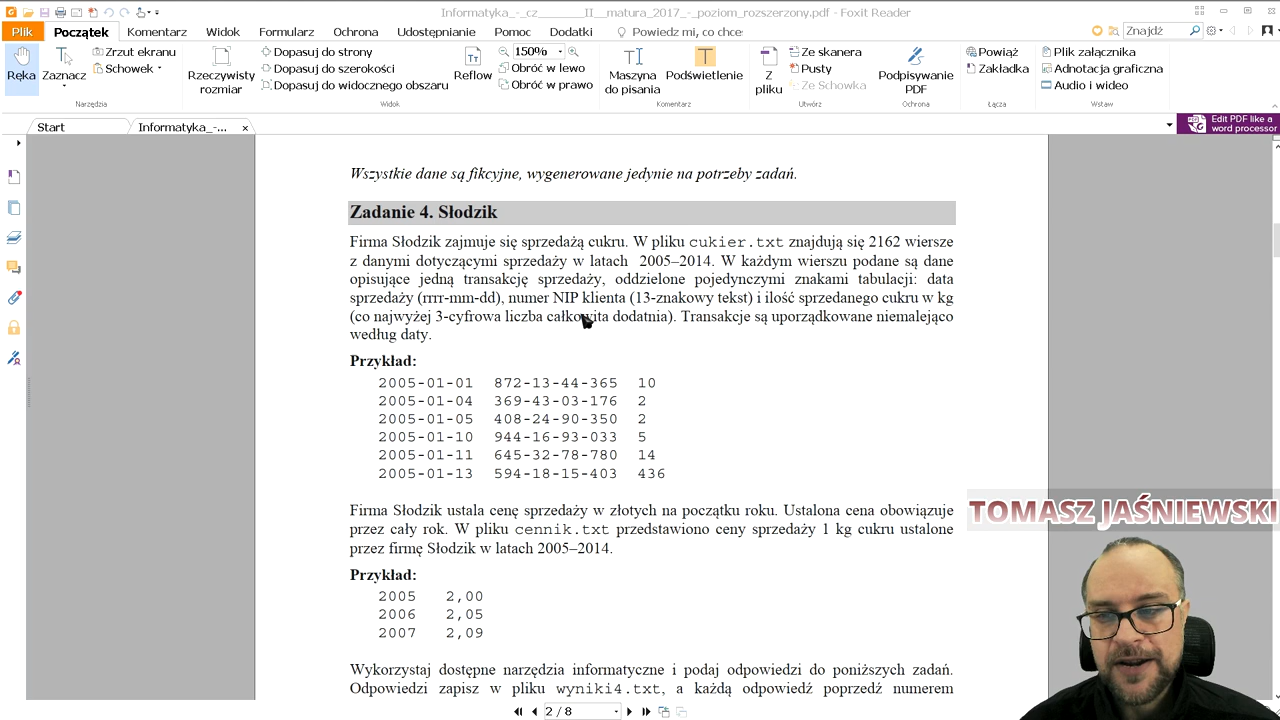 Informatyka_-_cz________II__matura_2017_-_poziom_rozszerzony.pdf - Foxit Reader
Plik Początek Komentarz Widok Formularz Ochrona Udostępnianie Pomoc Dodatki Powiedz mi, co chce: Znajdź
Ręka
Zaznacz
Zrzut ekranu
Schowek
Narzędzia
Rzeczywisty rozmiar
Dopasuj do strony
Dopasuj do szerokości
Dopasuj do widocznego obszaru
Reflow
150%
Obróć w lewo
Obróć w prawo
Widok
Maszyna do pisania
Podświetlenie
Komentarz
Z pliku
Ze skanera
Pusty
Ze Schowka
Utwórz
Podpisywanie PDF
Ochrona
Powiąż
Zakładka
Łącza
Plik załącznika
Adnotacja graficzna
Audio i wideo
Wstaw
Start Informatyka_-... x
Edit PDF like a
word processor
Wszystkie dane są fikcyjne, wygenerowane jedynie na potrzeby zadań.
Zadanie 4. Słodzik
Firma Słodzik zajmuje się sprzedażą cukru. W pliku cukier.txt znajdują się 2162 wiersze
z danymi dotyczącymi sprzedaży w latach 2005–2014. W każdym wierszu podane są dane
opisujące jedną transakcję sprzedaży, oddzielone pojedynczymi znakami tabulacji: data
sprzedaży (rrrr-mm-dd), numer NIP klienta (13-znakowy tekst) i ilość sprzedanego cukru w kg
(co najwyżej 3-cyfrowa liczba całkowita dodatnia). Transakcje są uporządkowane niemalejąco
według daty.
Przykład:
2005-01-01 872-13-44-365 10
2005-01-04 369-43-03-176 2
2005-01-05 408-24-90-350 2
2005-01-10 944-16-93-033 5
2005-01-11 645-32-78-780 14
2005-01-13 594-18-15-403 436
Firma Słodzik ustala cenę sprzedaży w złotych na początku roku. Ustalona cena obowiązuje
przez cały rok. W pliku cennik.txt przedstawiono ceny sprzedaży 1 kg cukru ustalone
przez firmę Słodzik w latach 2005–2014.
Przykład:
2005 2,00
2006 2,05
2007 2,09
Wykorzystaj dostępne narzędzia informatyczne i podaj odpowiedzi do poniższych zadań.
Odpowiedzi zapisz w pliku wyniki4.txt, a każdą odpowiedź poprzedź numerem
TOMASZ JAŚNIEWSKI
2 / 8